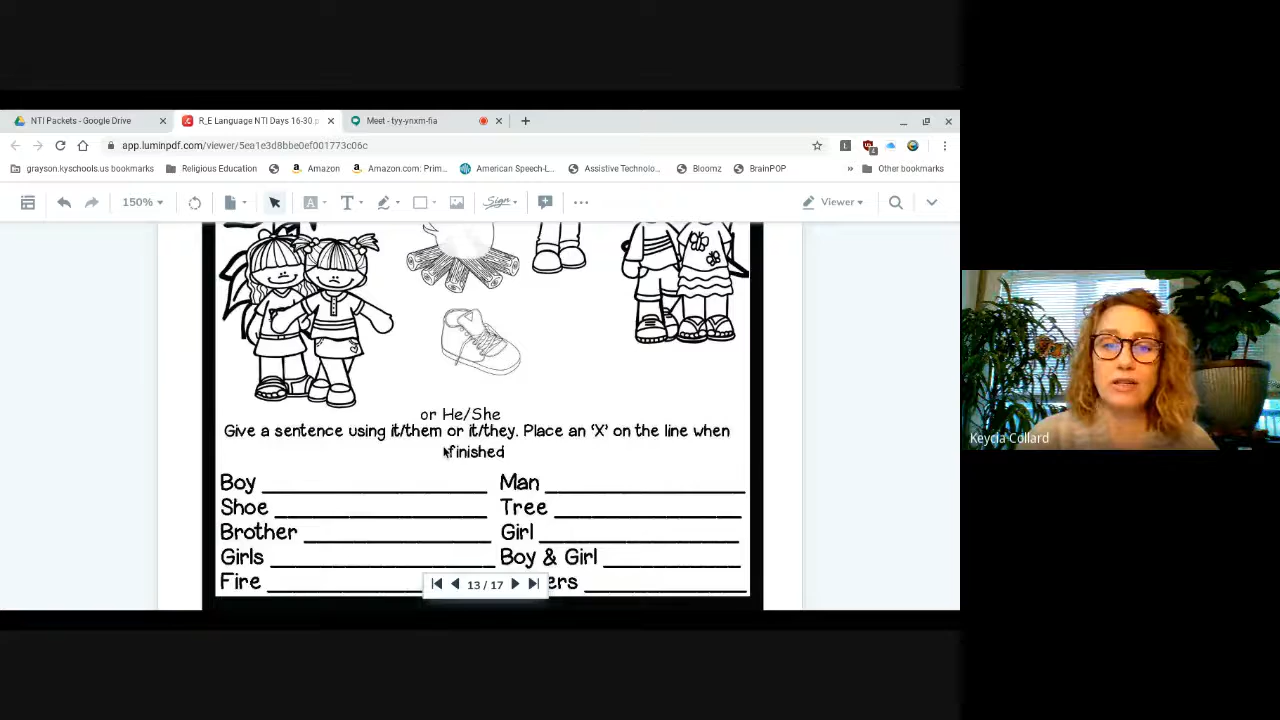 NTI Packets - Google Drive
R_E Language NTI Days 16-30 p
Meet - tyy-ynxm-fia
app.luminpdf.com/viewer/5ea1e3d8bbe0ef001773c06c
grayson.kyschools.us bookmarks
Religious Education
Amazon
Amazon.com: Prim...
American Speech-L...
Assistive Technolo...
Bloomz
BrainPOP
Other bookmarks
150%
Sign
Viewer
or He/She
Give a sentence using it/them or it/they. Place an 'X' on the line when
finished
Boy Man
Shoe Tree
Brother Girl
Girls Boy & Girl
Fire
13 / 17
Keycia Collard